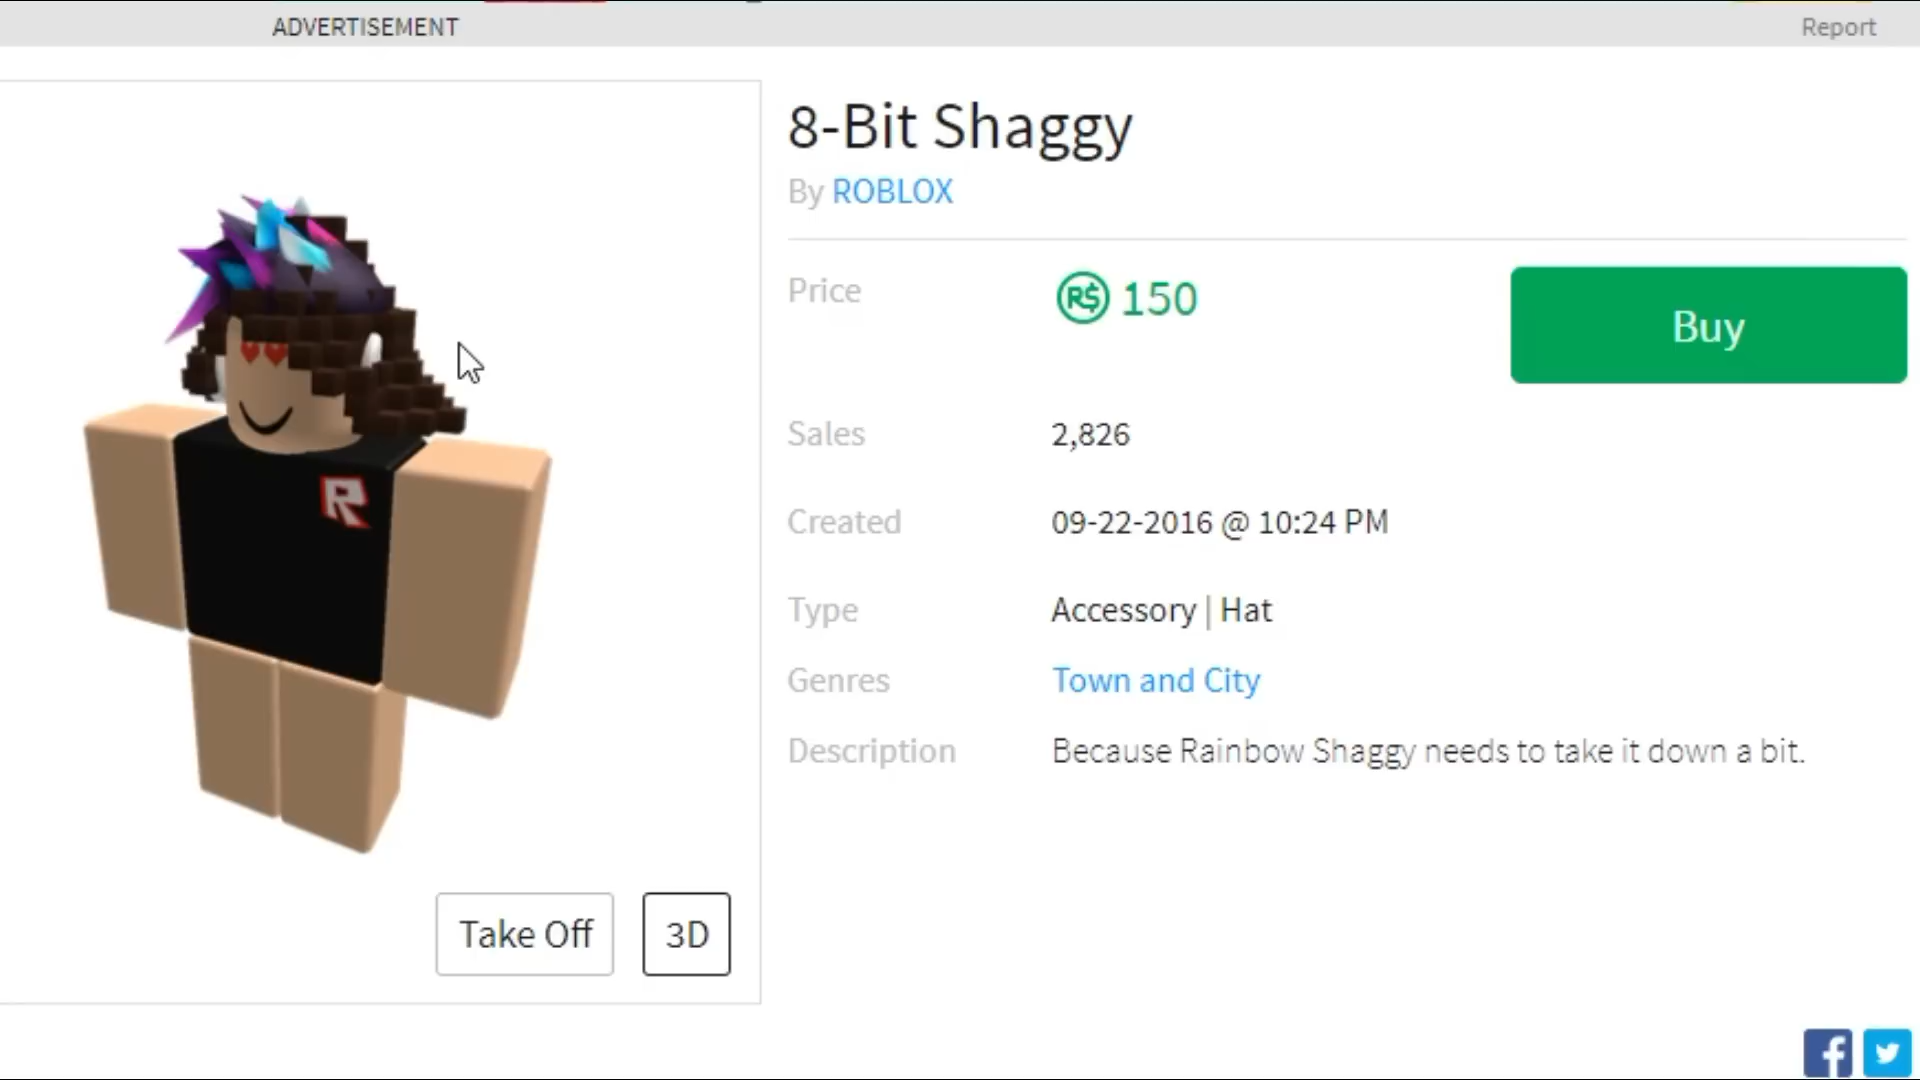 ADVERTISEMENT
Report
8-Bit Shaggy
By ROBLOX
Price
R$ 150
Buy
Sales
2,826
Created
09-22-2016 @ 10:24 PM
Type
Accessory | Hat
Genres
Town and City
Description
Because Rainbow Shaggy needs to take it down a bit.
R
Take Off
3D
f